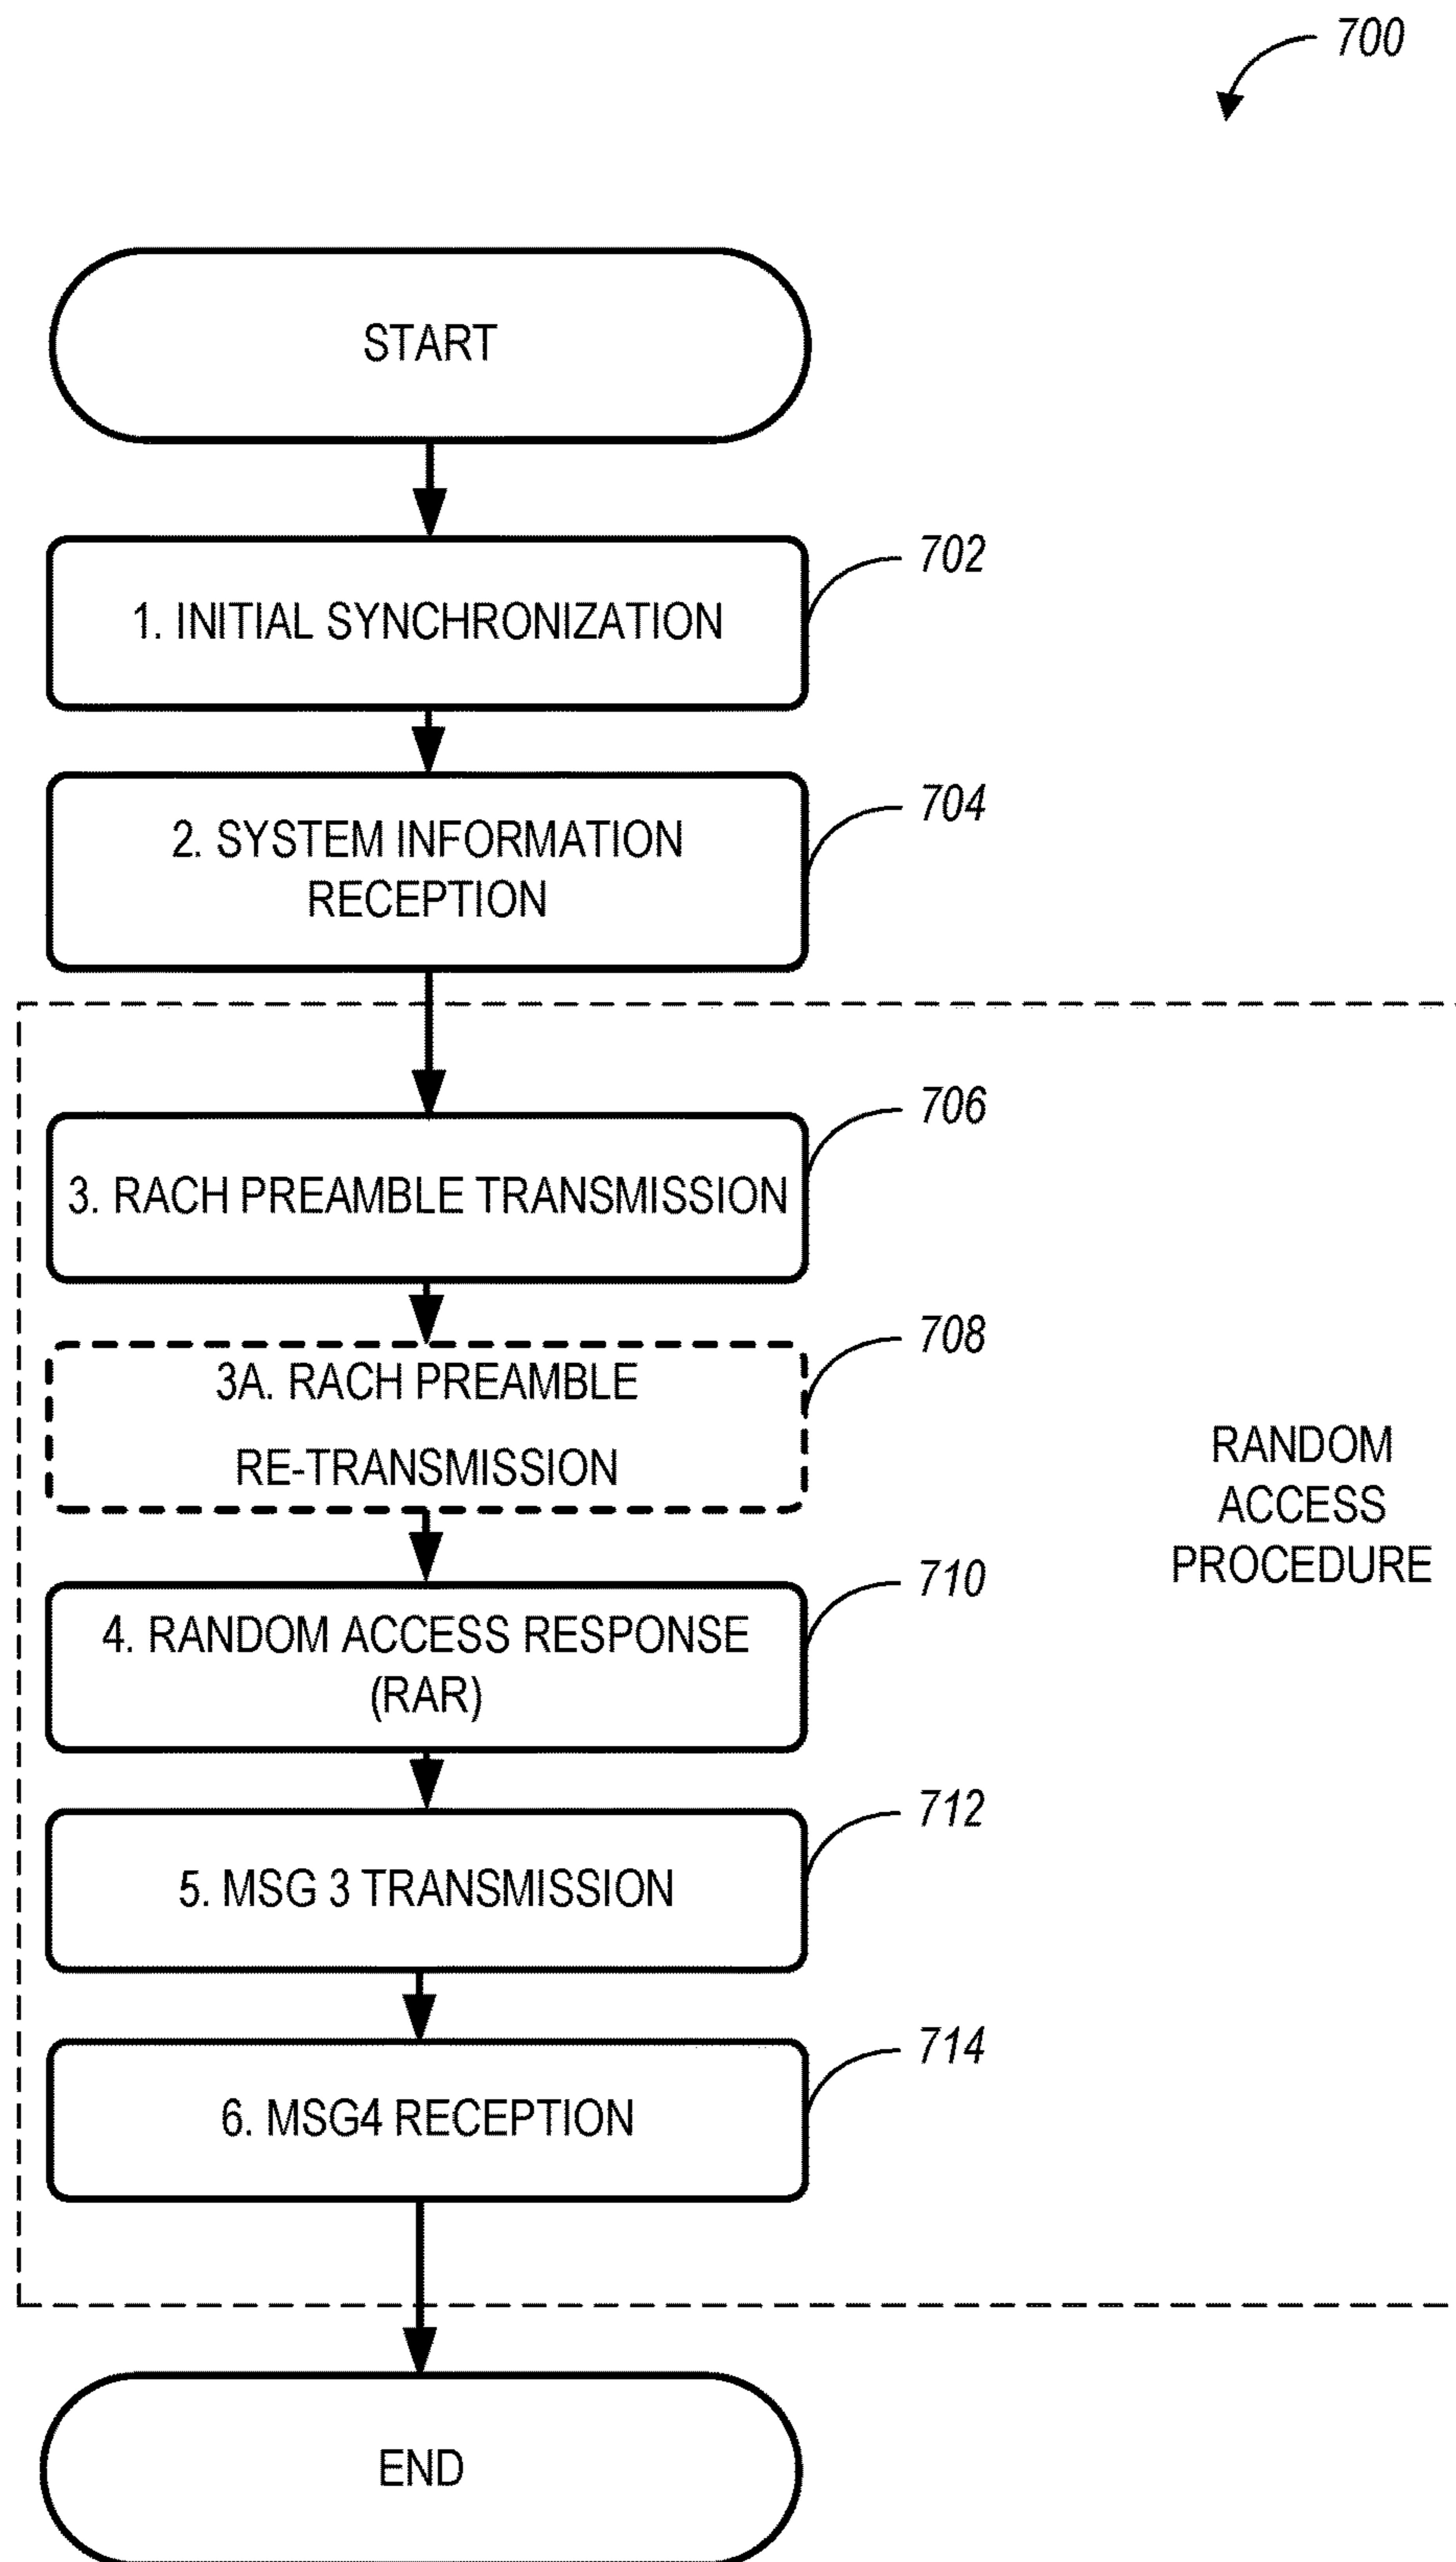 700
START
702
1. INITIAL SYNCHRONIZATION
704
2. SYSTEM INFORMATION
RECEPTION
706
3. RACH PREAMBLE TRANSMISSION
708
3A. RACH PREAMBLE
RE-TRANSMISSION
RANDOM
ACCESS
PROCEDURE
710
4. RANDOM ACCESS RESPONSE
(RAR)
712
5. MSG 3 TRANSMISSION
714
6. MSG4 RECEPTION
END